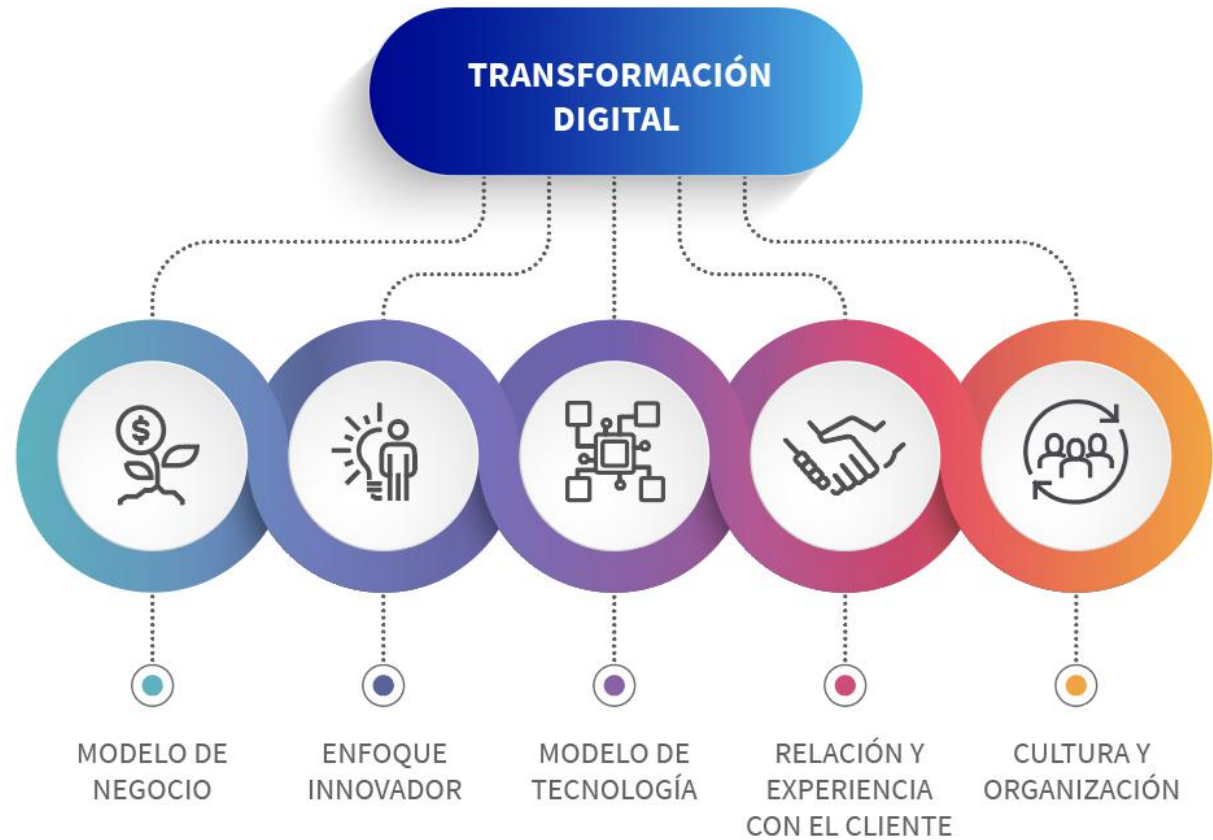 TRANSFORMACIÓN
DIGITAL
$
MODELO DE
NEGOCIO
ENFOQUE
INNOVADOR
MODELO DE
TECNOLOGÍA
RELACIÓN Y
EXPERIENCIA
CON EL CLIENTE
CULTURA Y
ORGANIZACIÓN